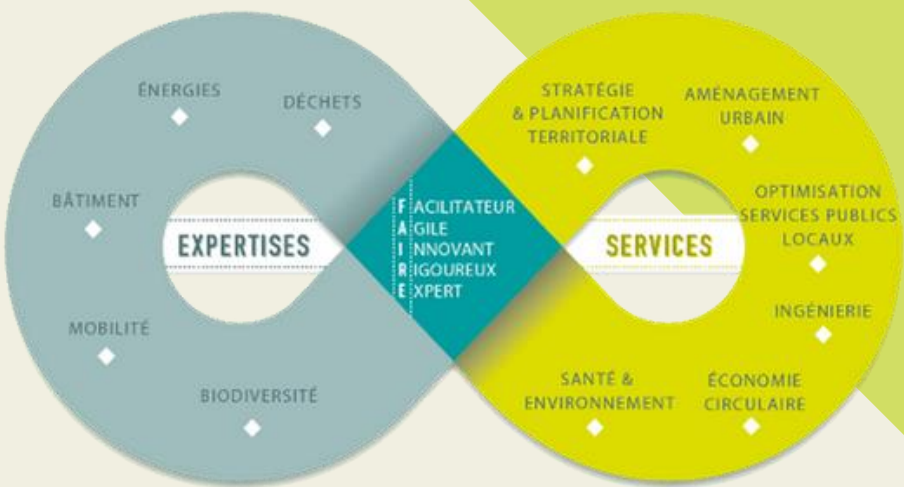 ÉNERGIES
DÉCHETS
BÂTIMENT
EXPERTISES
MOBILITÉ
BIODIVERSITÉ
FACILITATEUR
AGILE
INNOVANT
RIGOUREUX
EXPERT
STRATÉGIE
& PLANIFICATION
TERRITORIALE
AMÉNAGEMENT
URBAIN
OPTIMISATION
SERVICES PUBLICS
LOCAUX
SERVICES
INGÉNIERIE
SANTÉ &
ENVIRONNEMENT
ÉCONOMIE
CIRCULAIRE